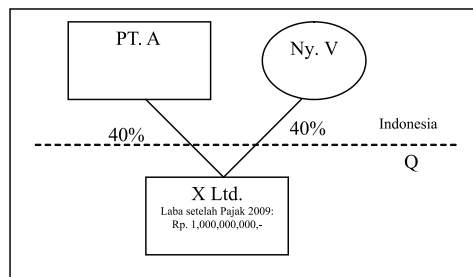 PT. A
Ny. V
40%
40%
Indonesia
Q
X Ltd.
Laba setelah Pajak 2009:
Rp. 1,000,000,000,-